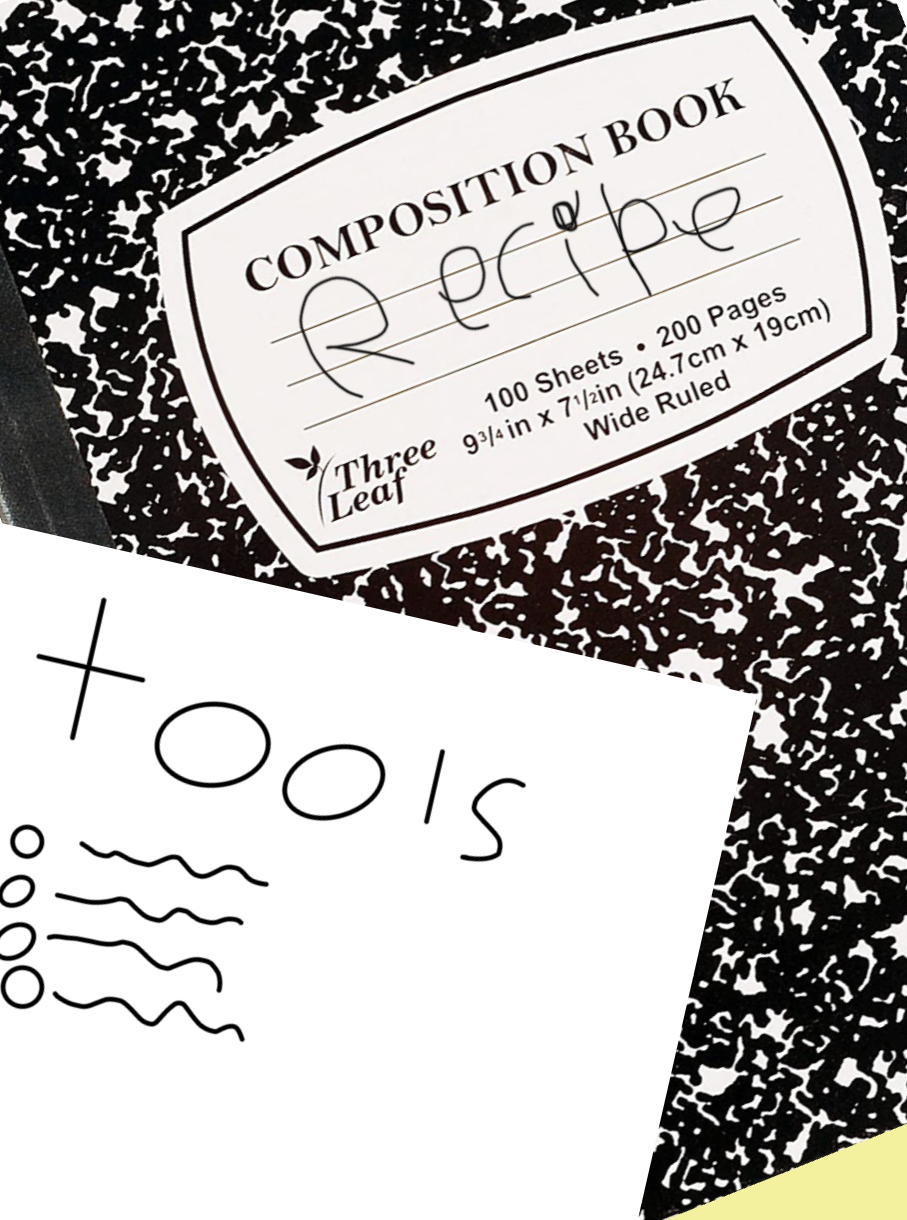 COMPOSITION BOOK
Recipe
100 Sheets • 200 Pages
9 3/4 in x 7 1/2 in (24.7cm x 19cm)
Wide Ruled
Three
Leaf
tools